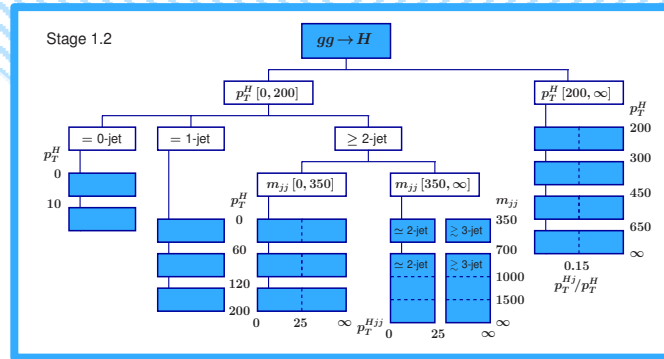 Stage 1.2
gg → H
p_T^H [0, 200]
p_T^H [200, ∞]
p_T^H
= 0-jet
= 1-jet
≥ 2-jet
200
p_T^H
0
10
m_jj [0, 350]
m_jj [350, ∞]
300
p_T^H
m_jj
450
0
350
≃ 2-jet
≳ 3-jet
650
60
700
≃ 2-jet
≳ 3-jet
∞
1000
0.15
120
p_T^Hj/p_T^H
1500
200
∞
0
25
∞
p_T^Hjj
0
25
∞